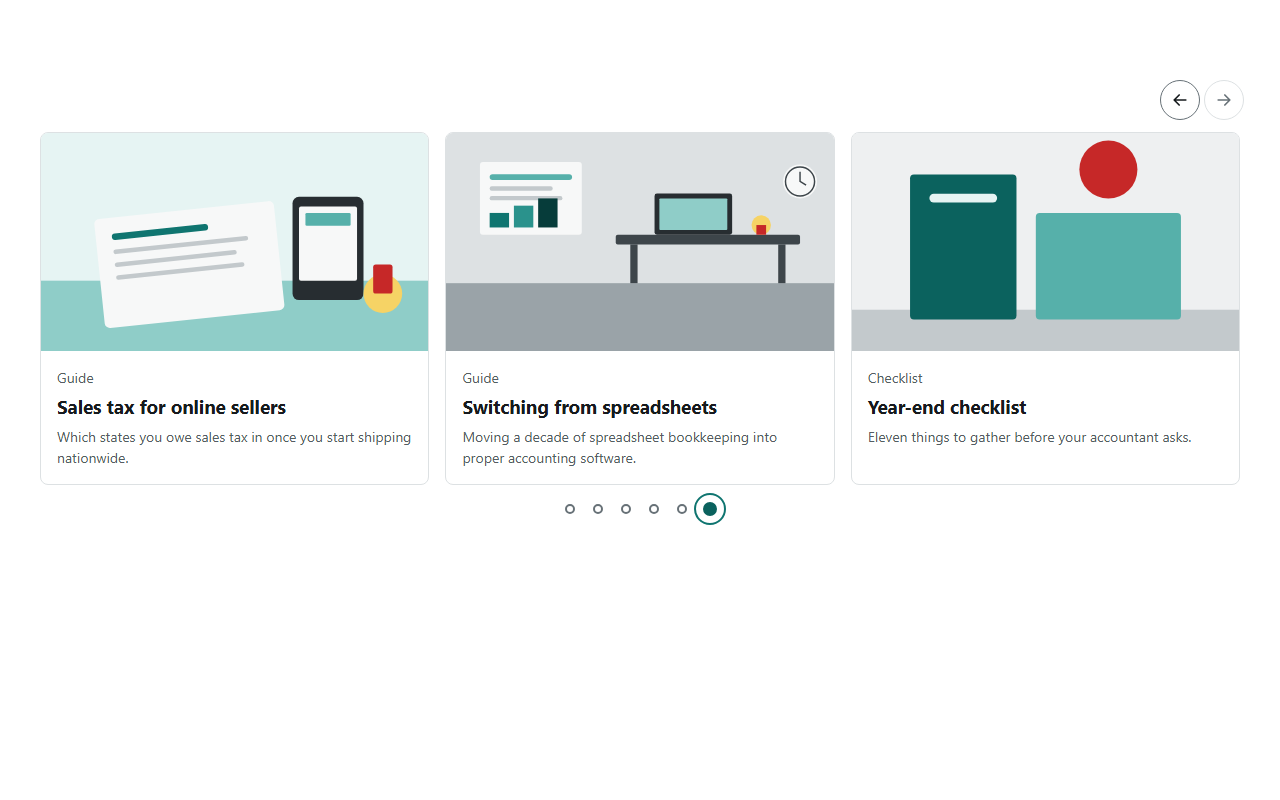 Guide
Sales tax for online sellers
Which states you owe sales tax in once you start shipping
nationwide.
Guide
Switching from spreadsheets
Moving a decade of spreadsheet bookkeeping into
proper accounting software.
Checklist
Year-end checklist
Eleven things to gather before your accountant asks.